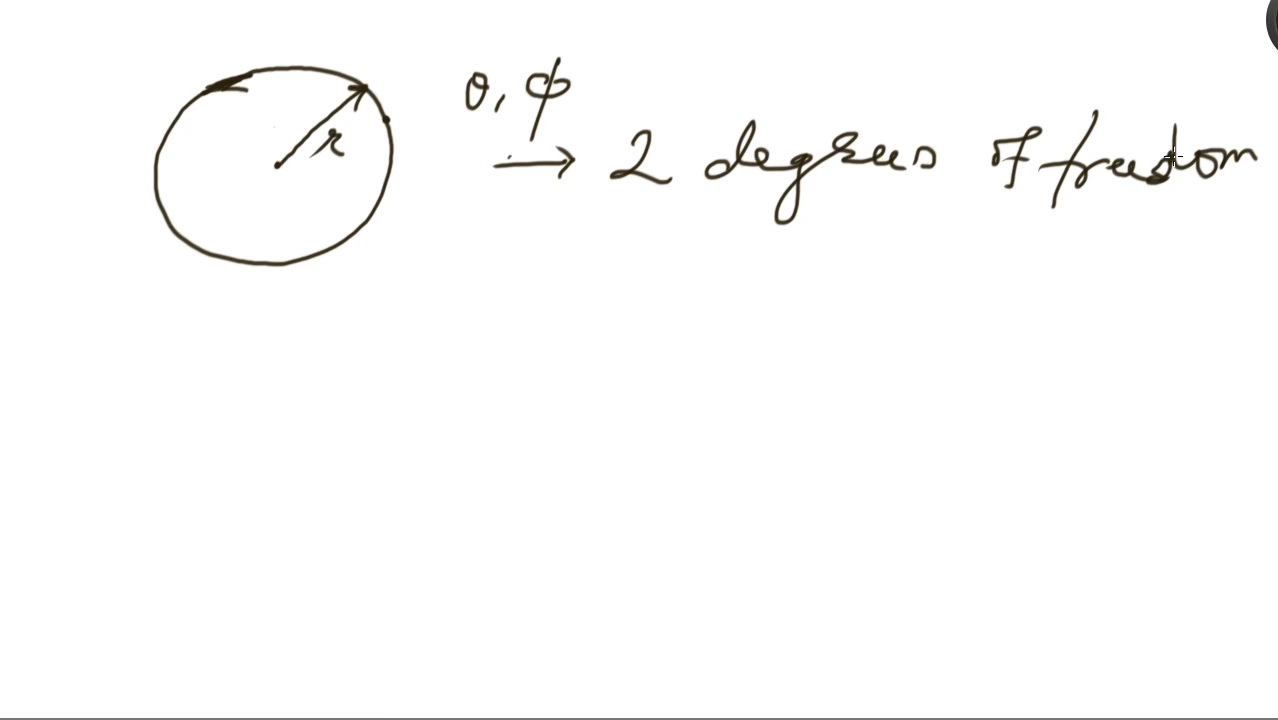 r
θ, φ
→ 2 degrees of freedom